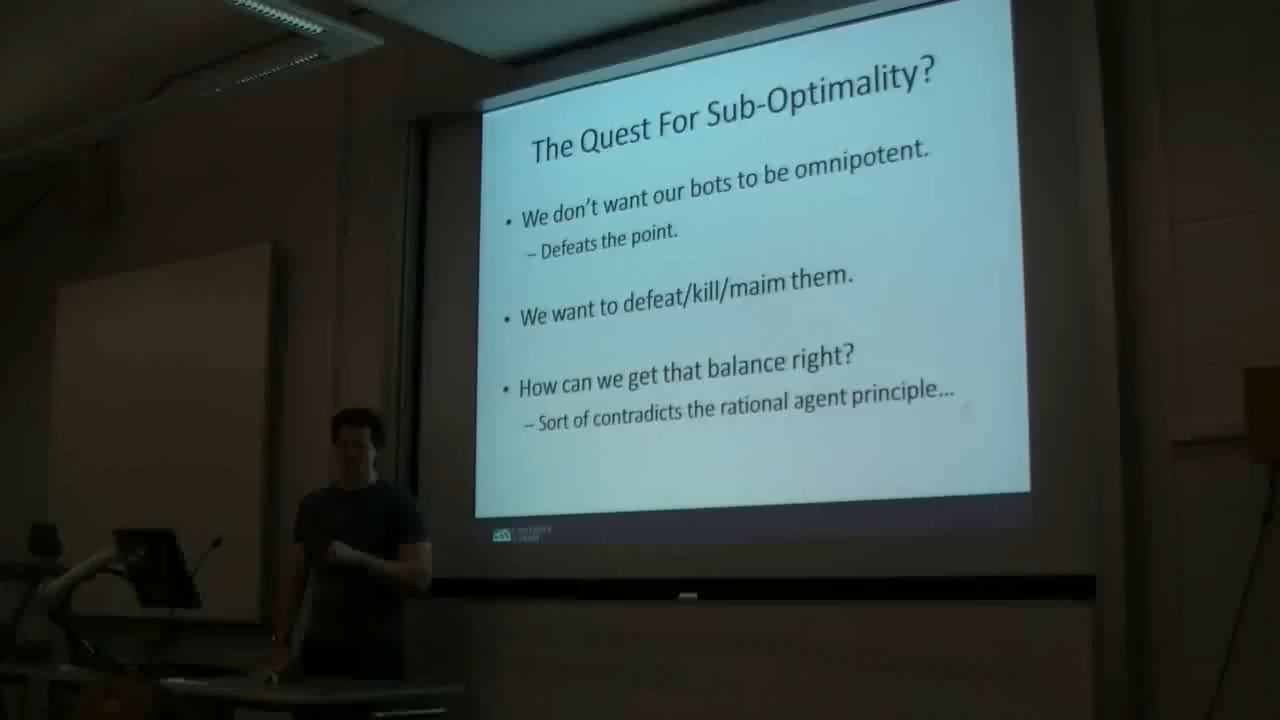 The Quest For Sub-Optimality?
• We don't want our bots to be omnipotent.
– Defeats the point.
• We want to defeat/kill/maim them.
• How can we get that balance right?
– Sort of contradicts the rational agent principle...